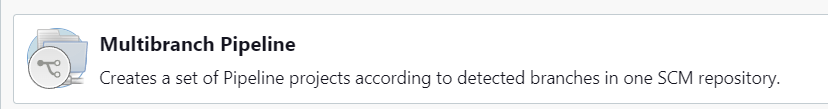 Multibranch Pipeline
Creates a set of Pipeline projects according to detected branches in one SCM repository.